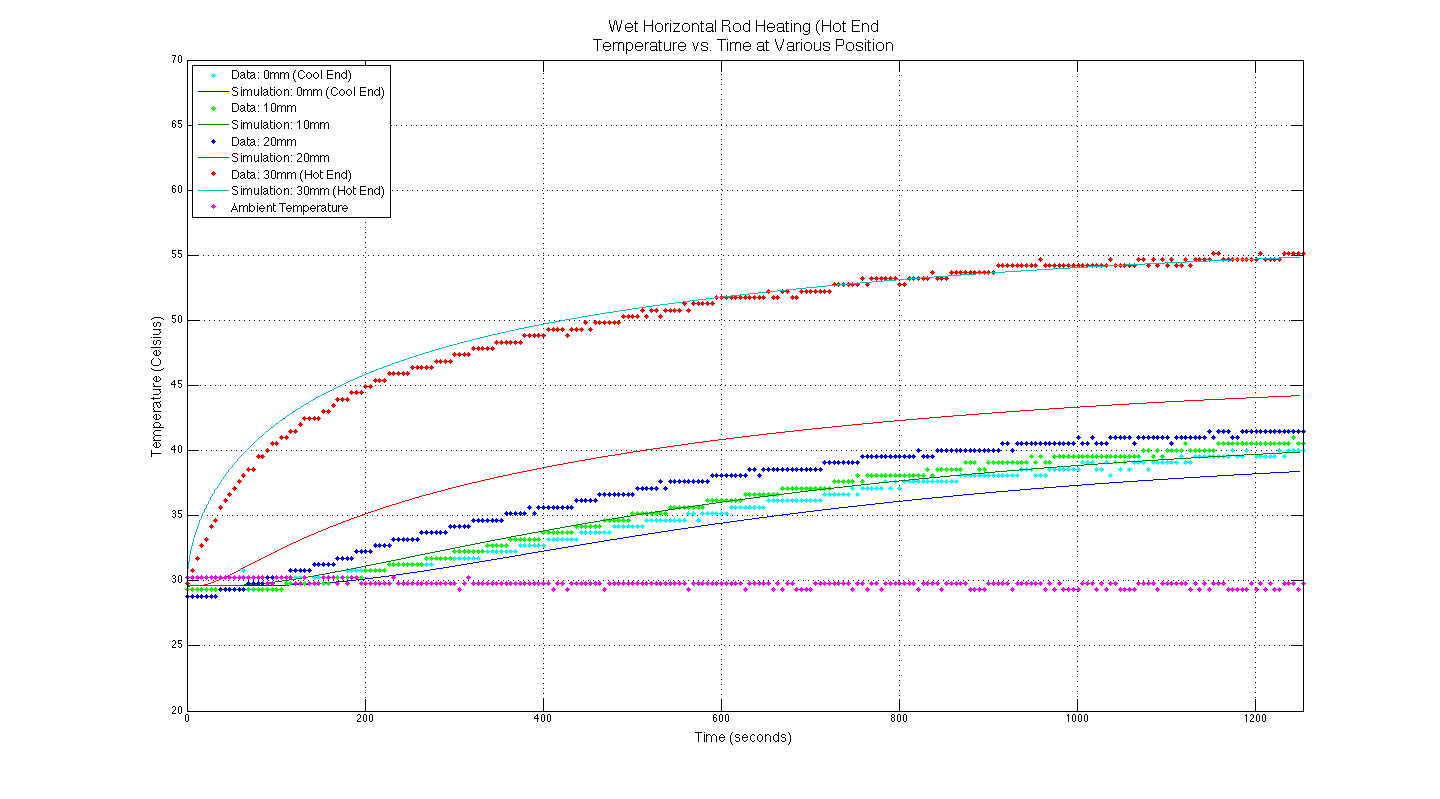 Wet Horizontal Rod Heating (Hot End
Temperature vs. Time at Various Position
70
65
60
55
50
45
40
35
30
25
20
Temperature (Celsius)
Data: 0mm (Cool End)
Simulation: 0mm (Cool End)
Data: 10mm
Simulation: 10mm
Data: 20mm
Simulation: 20mm
Data: 30mm (Hot End)
Simulation: 30mm (Hot End)
Ambient Temperature
0 200 400 600 800 1000 1200
Time (seconds)